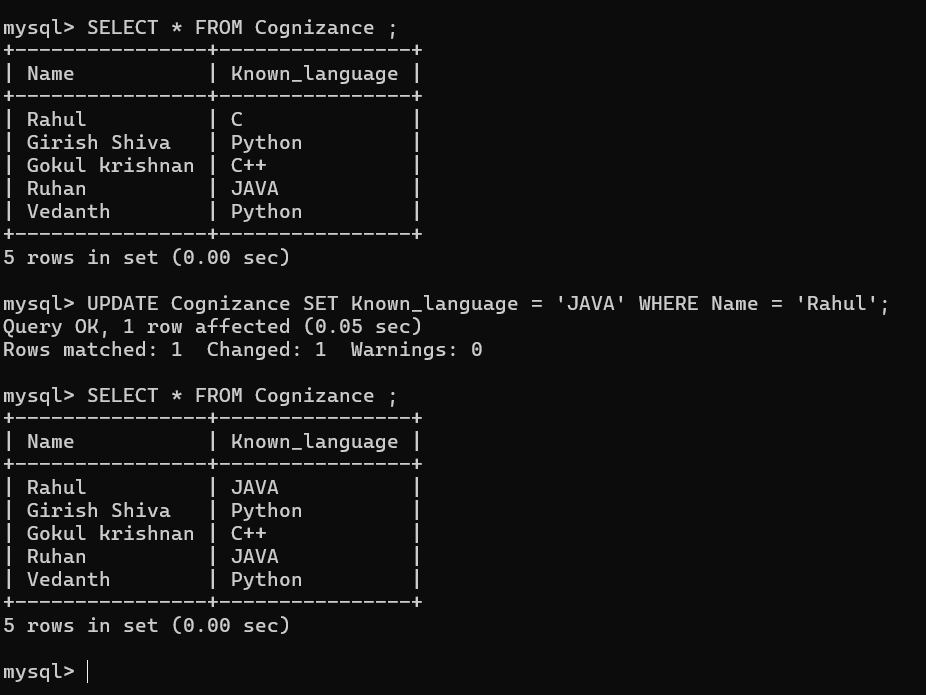 mysql> SELECT * FROM Cognizance ;
+----------------+----------------+
| Name           | Known_language |
+----------------+----------------+
| Rahul          | C              |
| Girish Shiva   | Python         |
| Gokul krishnan | C++            |
| Ruhan          | JAVA           |
| Vedanth        | Python         |
+----------------+----------------+
5 rows in set (0.00 sec)

mysql> UPDATE Cognizance SET Known_language = 'JAVA' WHERE Name = 'Rahul';
Query OK, 1 row affected (0.05 sec)
Rows matched: 1  Changed: 1  Warnings: 0

mysql> SELECT * FROM Cognizance ;
+----------------+----------------+
| Name           | Known_language |
+----------------+----------------+
| Rahul          | JAVA           |
| Girish Shiva   | Python         |
| Gokul krishnan | C++            |
| Ruhan          | JAVA           |
| Vedanth        | Python         |
+----------------+----------------+
5 rows in set (0.00 sec)

mysql>